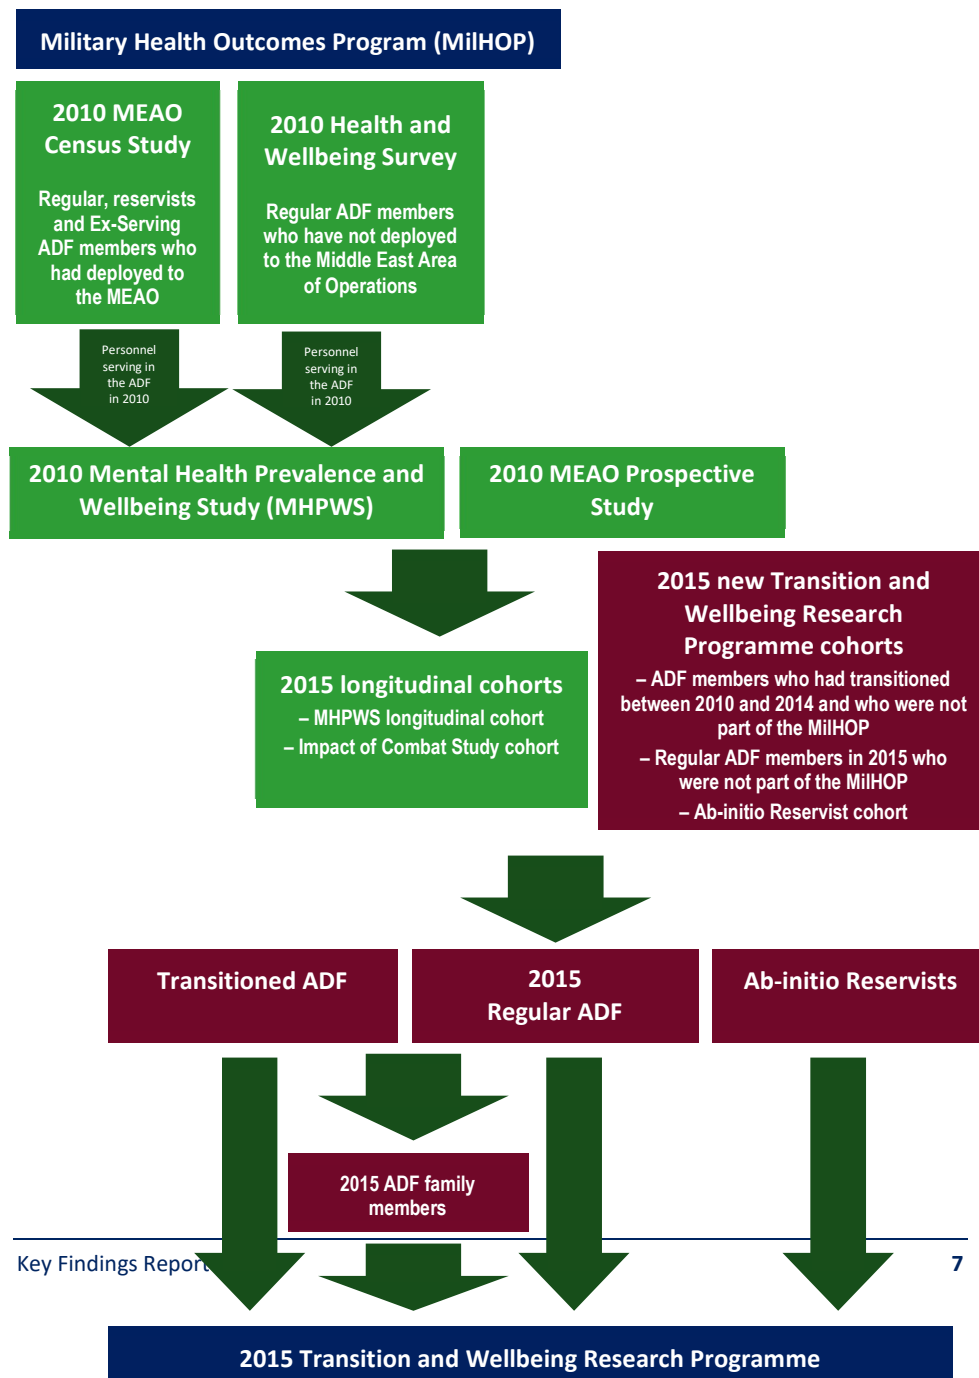 Military Health Outcomes Program (MilHOP)
2010 MEAO
Census Study
Regular, reservists
and Ex-Serving
ADF members who
had deployed to
the MEAO
2010 Health and
Wellbeing Survey
Regular ADF members
who have not deployed
to the Middle East Area
of Operations
Personnel
serving in
the ADF
in 2010
Personnel
serving in
the ADF
in 2010
2010 Mental Health Prevalence and
Wellbeing Study (MHPWS)
2010 MEAO Prospective
Study
2015 longitudinal cohorts
– MHPWS longitudinal cohort
– Impact of Combat Study cohort
2015 new Transition and
Wellbeing Research
Programme cohorts
– ADF members who had transitioned
between 2010 and 2014 and who were not
part of the MilHOP
– Regular ADF members in 2015 who
were not part of the MilHOP
– Ab-initio Reservist cohort
Transitioned ADF
2015
Regular ADF
Ab-initio Reservists
2015 ADF family
members
Key Findings Report
7
2015 Transition and Wellbeing Research Programme